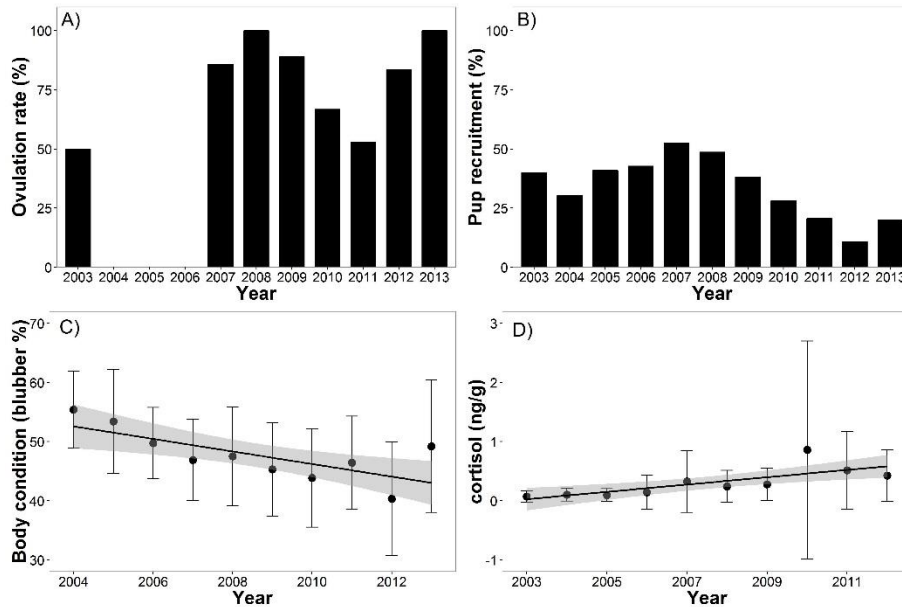 A)
Ovulation rate (%)
100
75
50
25
0
2003 2004 2005 2006 2007 2008 2009 2010 2011 2012 2013
Year
B)
Pup recruitment (%)
100
75
50
25
0
2003 2004 2005 2006 2007 2008 2009 2010 2011 2012 2013
Year
C)
Body condition (blubber %)
70
60
50
40
30
2004 2006 2008 2010 2012
Year
D)
cortisol (ng/g)
3
2
1
0
-1
2003 2005 2007 2009 2011
Year